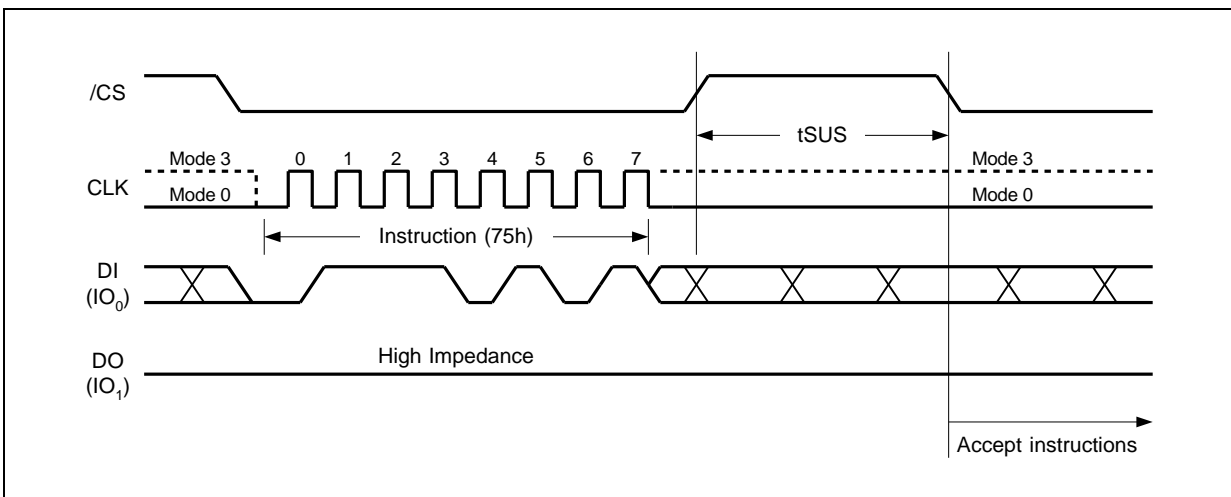 /CS
tSUS
Mode 3 0 1 2 3 4 5 6 7 Mode 3
CLK
Mode 0 Mode 0
Instruction (75h)
DI
(IO0)
High Impedance
DO
(IO1)
Accept instructions